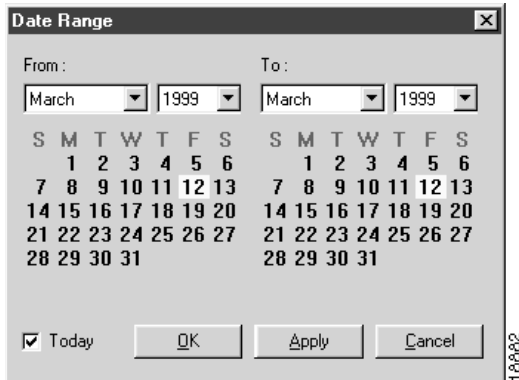 Date Range
From : To :
March 1999 March 1999
S M T W T F S S M T W T F S
1 2 3 4 5 6 1 2 3 4 5 6
7 8 9 10 11 12 13 7 8 9 10 11 12 13
14 15 16 17 18 19 20 14 15 16 17 18 19 20
21 22 23 24 25 26 27 21 22 23 24 25 26 27
28 29 30 31 28 29 30 31
Today OK Apply Cancel
18882